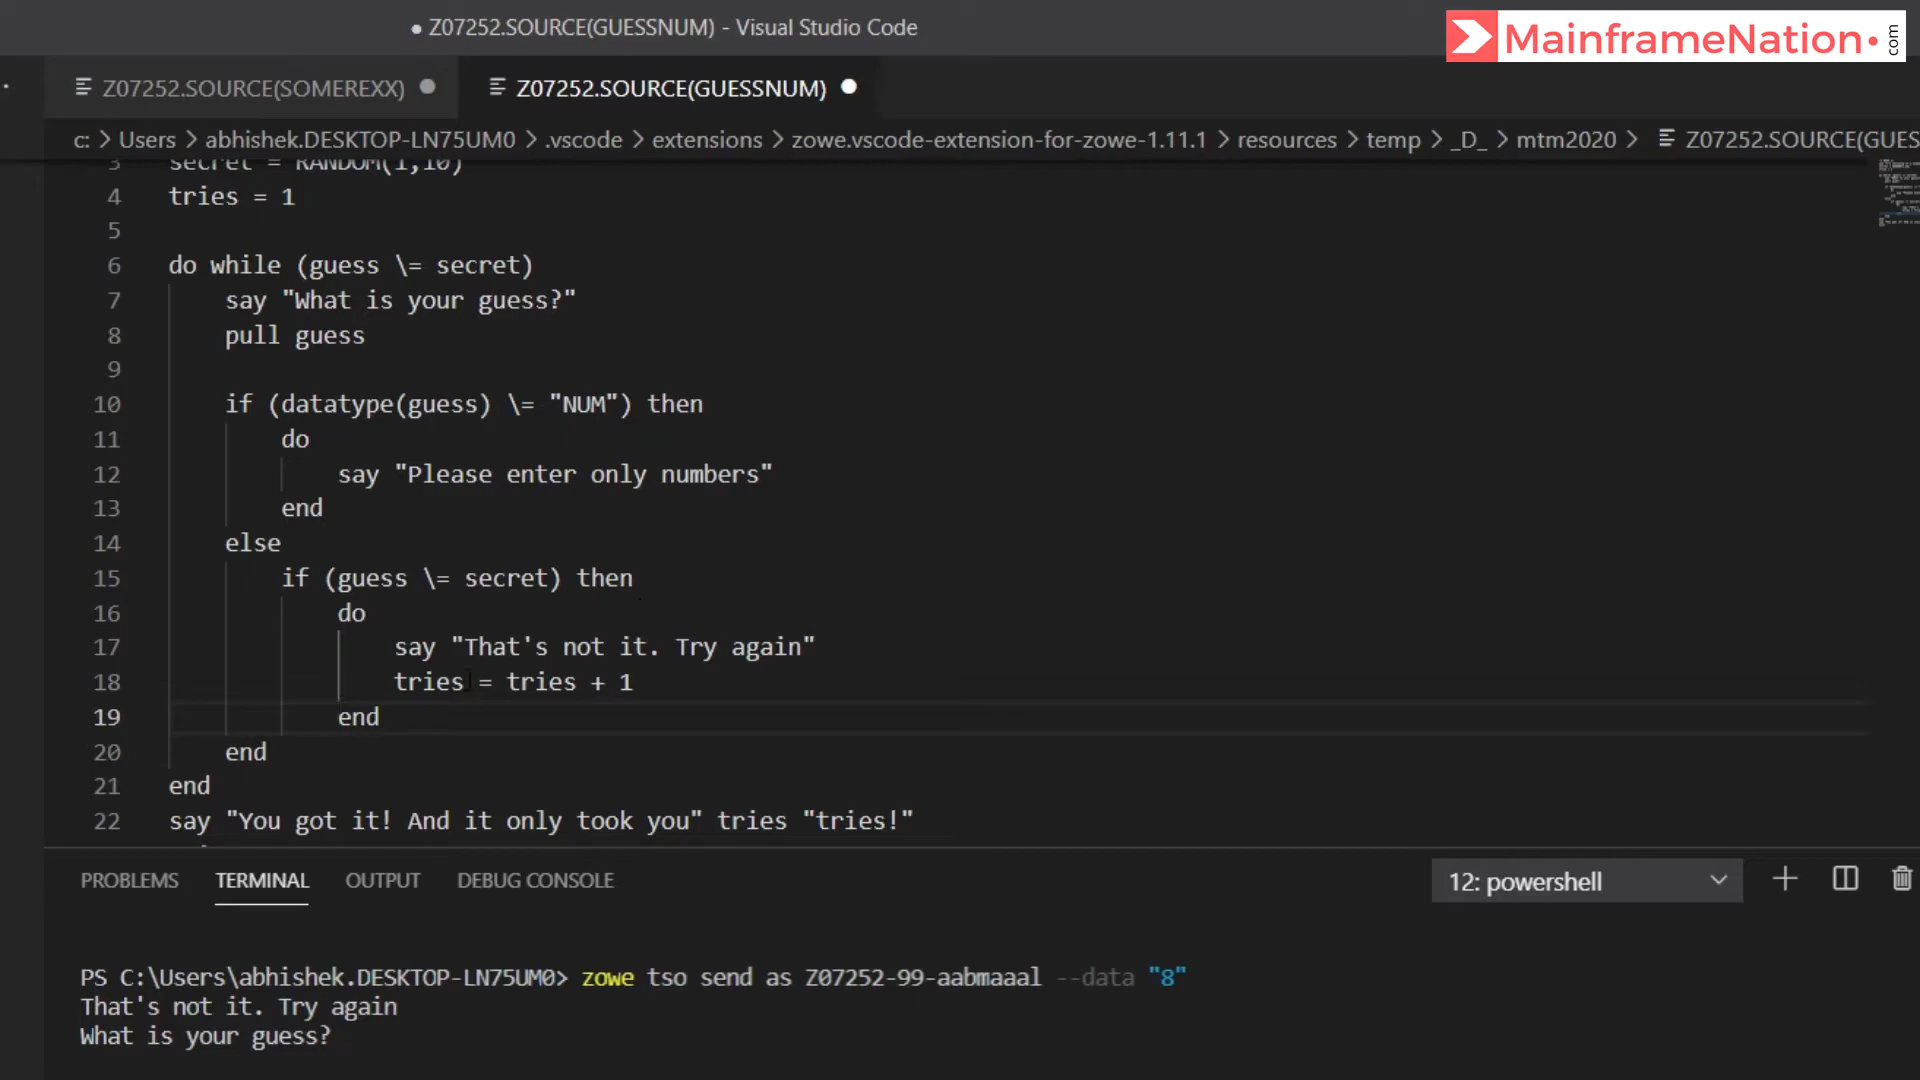 ● Z07252.SOURCE(GUESSNUM) - Visual Studio Code
MainframeNation.com
Z07252.SOURCE(SOMEREXX) ●
Z07252.SOURCE(GUESSNUM) ●
c: > Users > abhishek.DESKTOP-LN75UM0 > .vscode > extensions > zowe.vscode-extension-for-zowe-1.11.1 > resources > temp > _D_ > mtm2020 > Z07252.SOURCE(GUES
3 secret = RANDOM(1,10)
4 tries = 1
5
6 do while (guess \= secret)
7 say "What is your guess?"
8 pull guess
9
10 if (datatype(guess) \= "NUM") then
11 do
12 say "Please enter only numbers"
13 end
14 else
15 if (guess \= secret) then
16 do
17 say "That's not it. Try again"
18 tries = tries + 1
19 end
20 end
21 end
22 say "You got it! And it only took you" tries "tries!"
PROBLEMS TERMINAL OUTPUT DEBUG CONSOLE
12: powershell
PS C:\Users\abhishek.DESKTOP-LN75UM0> zowe tso send as Z07252-99-aabmaaal --data "8"
That's not it. Try again
What is your guess?